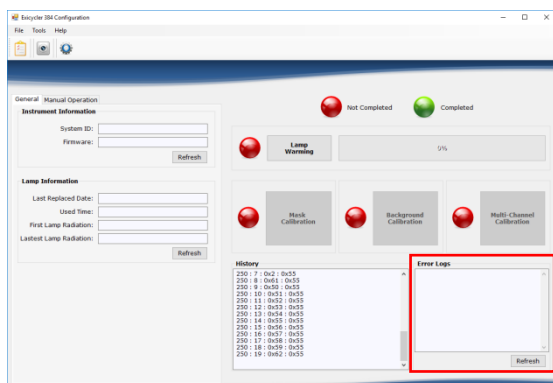 Exicycler 384 Configuration
File Tools Help
General Manual Operation
Not Completed
Completed
Instrument Information
System ID:
Firmware:
Refresh
Lamp Warming
0%
Lamp Information
Last Replaced Date:
Used Time:
First Lamp Radiation:
Lastest Lamp Radiation:
Refresh
Mask Calibration
Background Calibration
Multi-Channel Calibration
History
250 : 7 : 0x2 : 0x55
250 : 8 : 0x61 : 0x55
250 : 9 : 0x50 : 0x55
250 : 10 : 0x51 : 0x55
250 : 11 : 0x52 : 0x55
250 : 12 : 0x53 : 0x55
250 : 13 : 0x54 : 0x55
250 : 14 : 0x55 : 0x55
250 : 15 : 0x56 : 0x55
250 : 16 : 0x57 : 0x55
250 : 17 : 0x58 : 0x55
250 : 18 : 0x59 : 0x55
250 : 19 : 0x62 : 0x55
Error Logs
Refresh